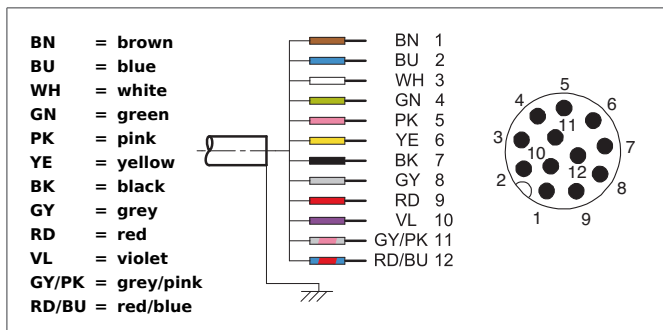 BN = brown
BU = blue
WH = white
GN = green
PK = pink
YE = yellow
BK = black
GY = grey
RD = red
VL = violet
GY/PK = grey/pink
RD/BU = red/blue
BN 1
BU 2
WH 3
GN 4
PK 5
YE 6
BK 7
GY 8
RD 9
VL 10
GY/PK 11
RD/BU 12
5
4 6
11
3 7
10 12
2 8
1 9